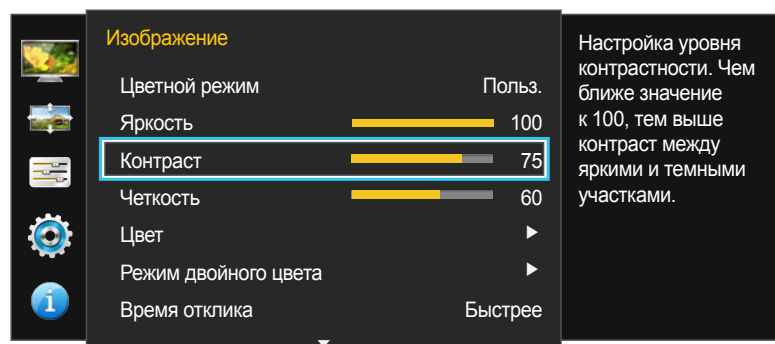 Изображение
Цветной режим Польз.
Яркость 100
Контраст 75
Четкость 60
Цвет
Режим двойного цвета
Время отклика Быстрее
Настройка уровня
контрастности. Чем
ближе значение
к 100, тем выше
контраст между
яркими и темными
участками.